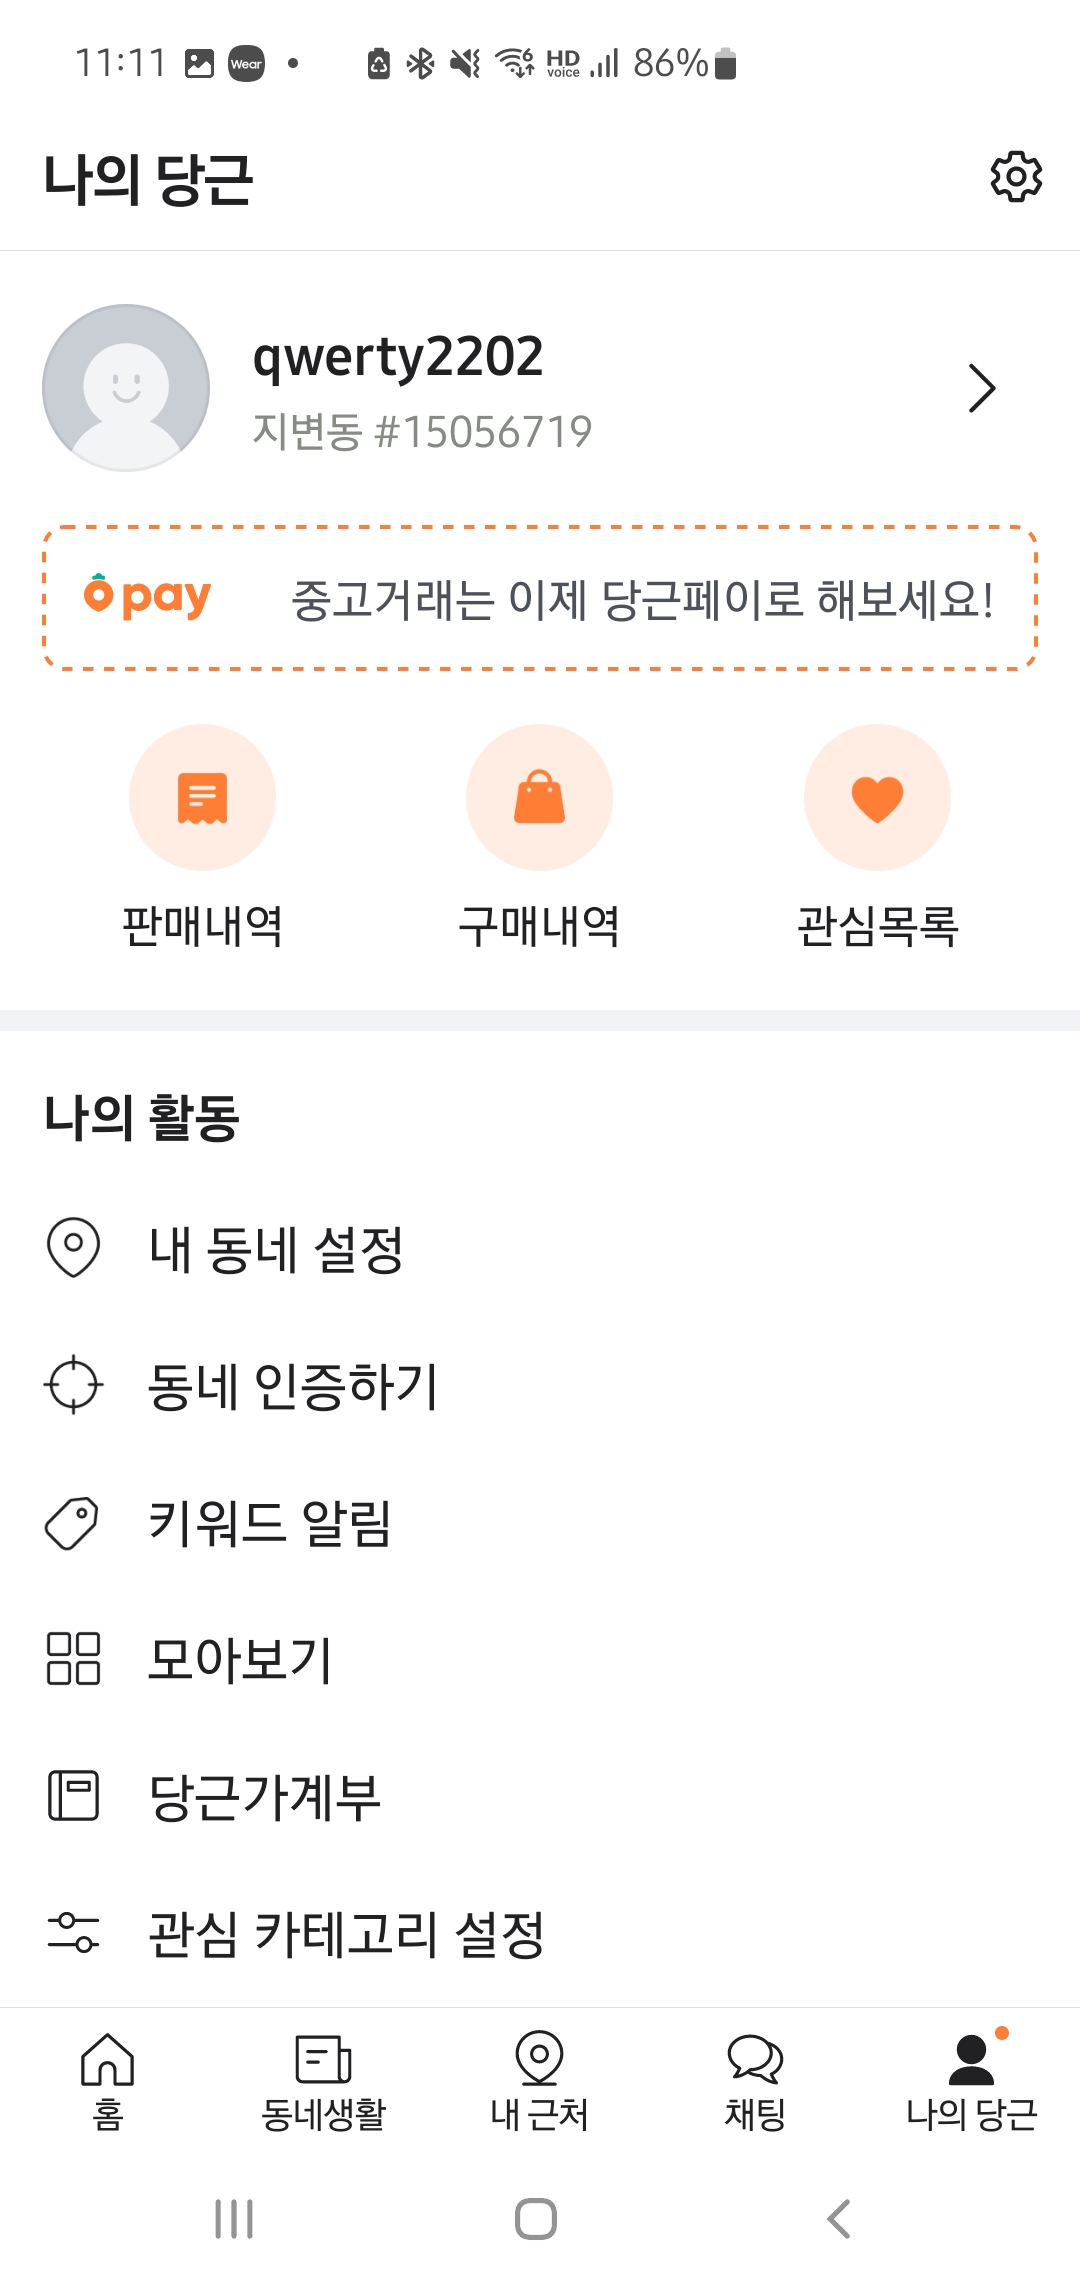 11:11 Wear 6 HD voice 86%
나의 당근
qwerty2202
지변동 #15056719
pay 중고거래는 이제 당근페이로 해보세요!
판매내역 구매내역 관심목록
나의 활동
내 동네 설정
동네 인증하기
키워드 알림
모아보기
당근가계부
관심 카테고리 설정
홈 동네생활 내 근처 채팅 나의 당근